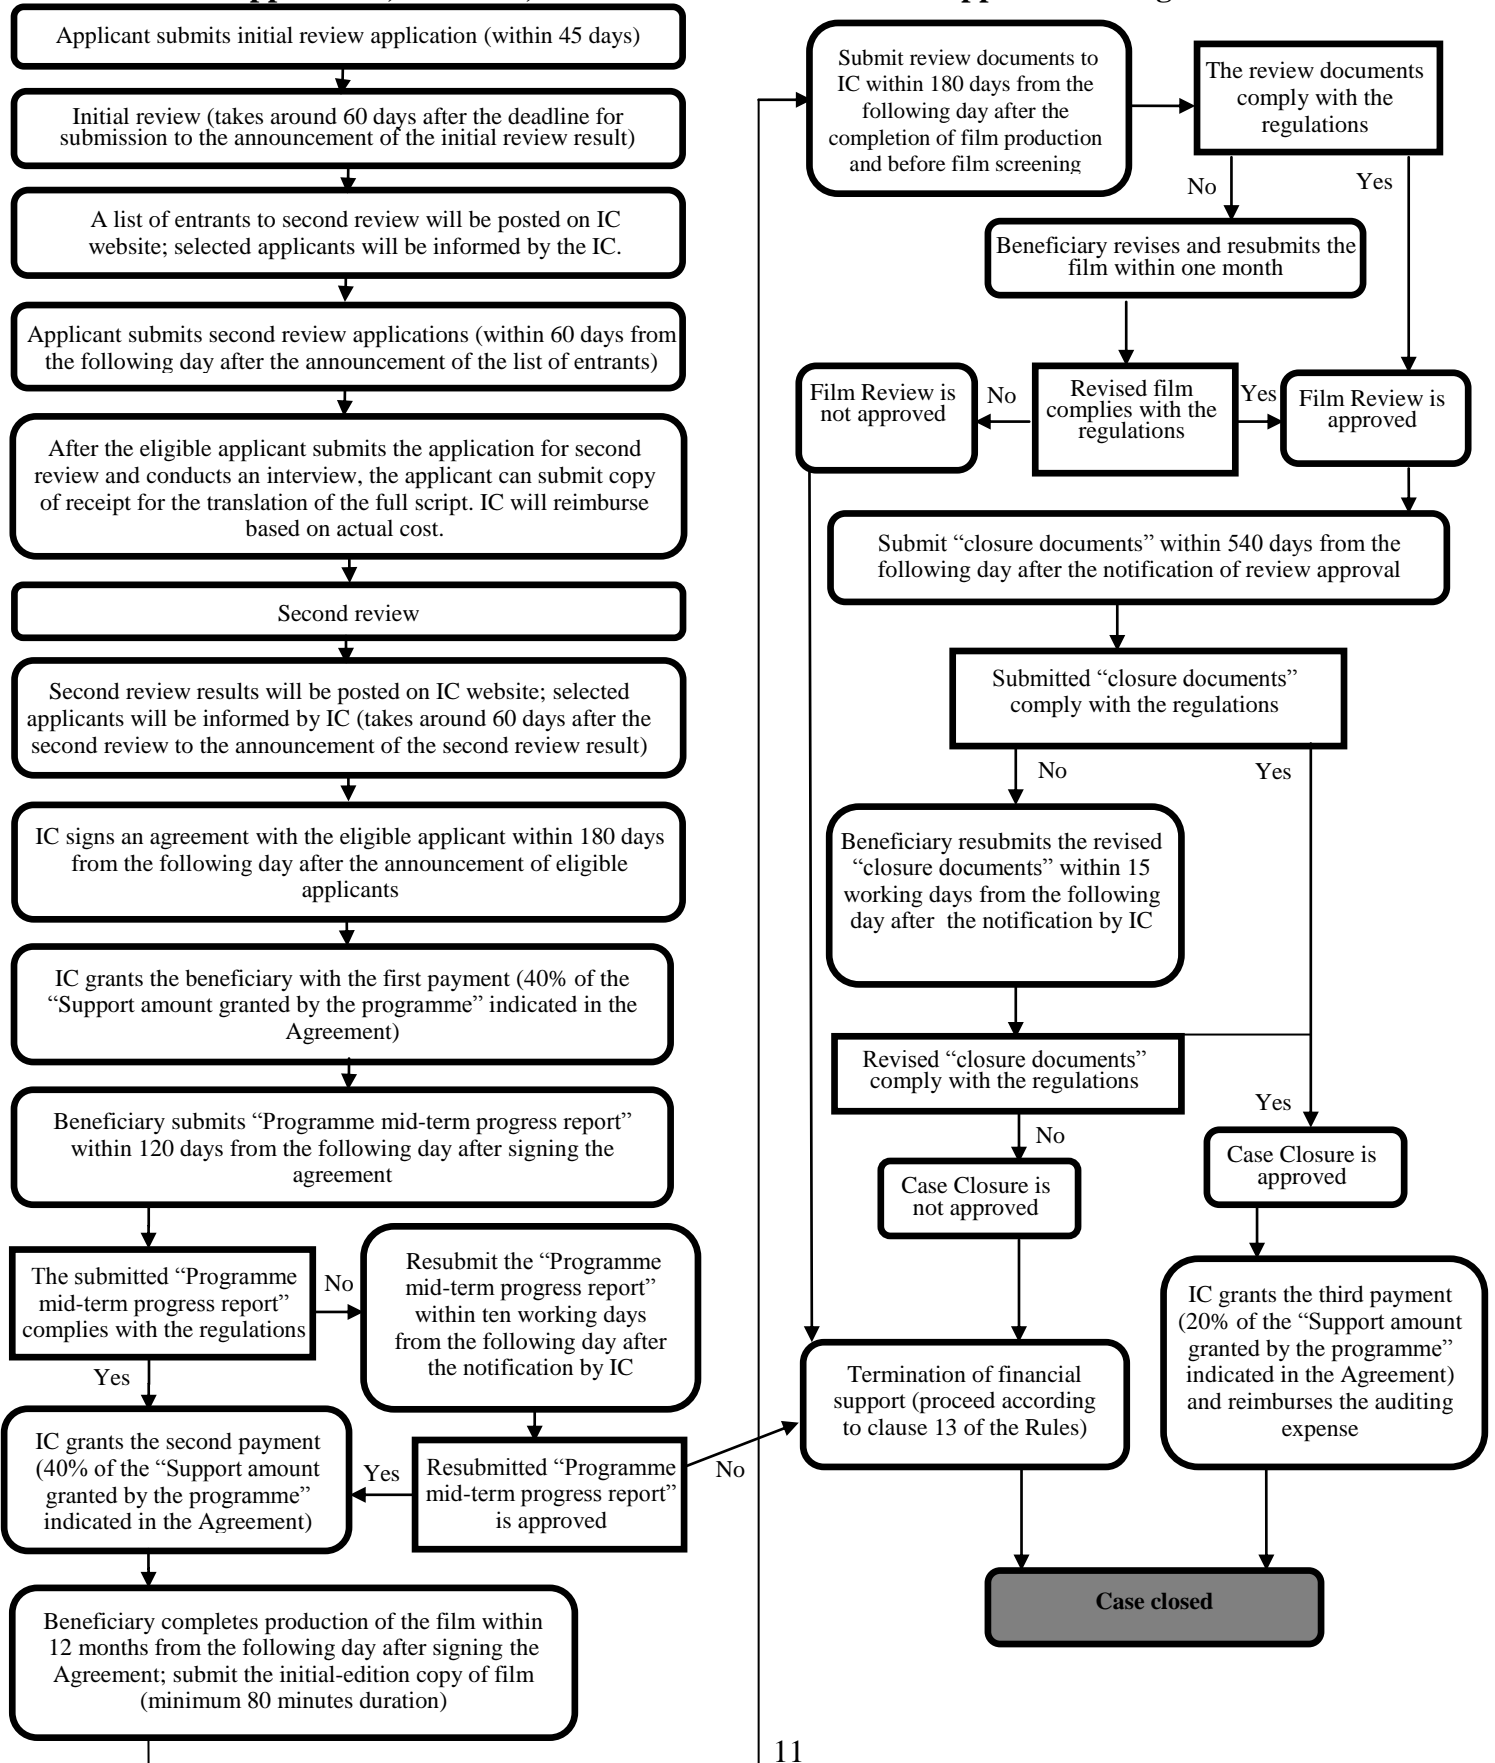 Applicant submits initial review application (within 45 days)
Initial review (takes around 60 days after the deadline for
submission to the announcement of the initial review result)
A list of entrants to second review will be posted on IC
website; selected applicants will be informed by the IC.
Applicant submits second review applications (within 60 days from
the following day after the announcement of the list of entrants)
After the eligible applicant submits the application for second
review and conducts an interview, the applicant can submit copy
of receipt for the translation of the full script. IC will reimburse
based on actual cost.
Second review
Second review results will be posted on IC website; selected
applicants will be informed by IC (takes around 60 days after the
second review to the announcement of the second review result)
IC signs an agreement with the eligible applicant within 180 days
from the following day after the announcement of eligible
applicants
IC grants the beneficiary with the first payment (40% of the
“Support amount granted by the programme” indicated in the
Agreement)
Beneficiary submits “Programme mid-term progress report”
within 120 days from the following day after signing the
agreement
The submitted “Programme
mid-term progress report”
complies with the regulations
No
Resubmit the “Programme
mid-term progress report”
within ten working days
from the following day after
the notification by IC
Yes
IC grants the second payment
(40% of the “Support amount
granted by the programme”
indicated in the Agreement)
Yes
Resubmitted “Programme
mid-term progress report”
is approved
No
Beneficiary completes production of the film within
12 months from the following day after signing the
Agreement; submit the initial-edition copy of film
(minimum 80 minutes duration)
Submit review documents to
IC within 180 days from the
following day after the
completion of film production
and before film screening
The review documents
comply with the
regulations
No
Yes
Beneficiary revises and resubmits the
film within one month
Film Review is
not approved
No
Revised film
complies with the
regulations
Yes
Film Review is
approved
Submit “closure documents” within 540 days from the
following day after the notification of review approval
Submitted “closure documents”
comply with the regulations
No
Yes
Beneficiary resubmits the revised
“closure documents” within 15
working days from the following
day after the notification by IC
Revised “closure documents”
comply with the regulations
Yes
No
Case Closure is
not approved
Case Closure is
approved
Termination of financial
support (proceed according
to clause 13 of the Rules)
IC grants the third payment
(20% of the “Support amount
granted by the programme”
indicated in the Agreement)
and reimburses the auditing
expense
Case closed
11